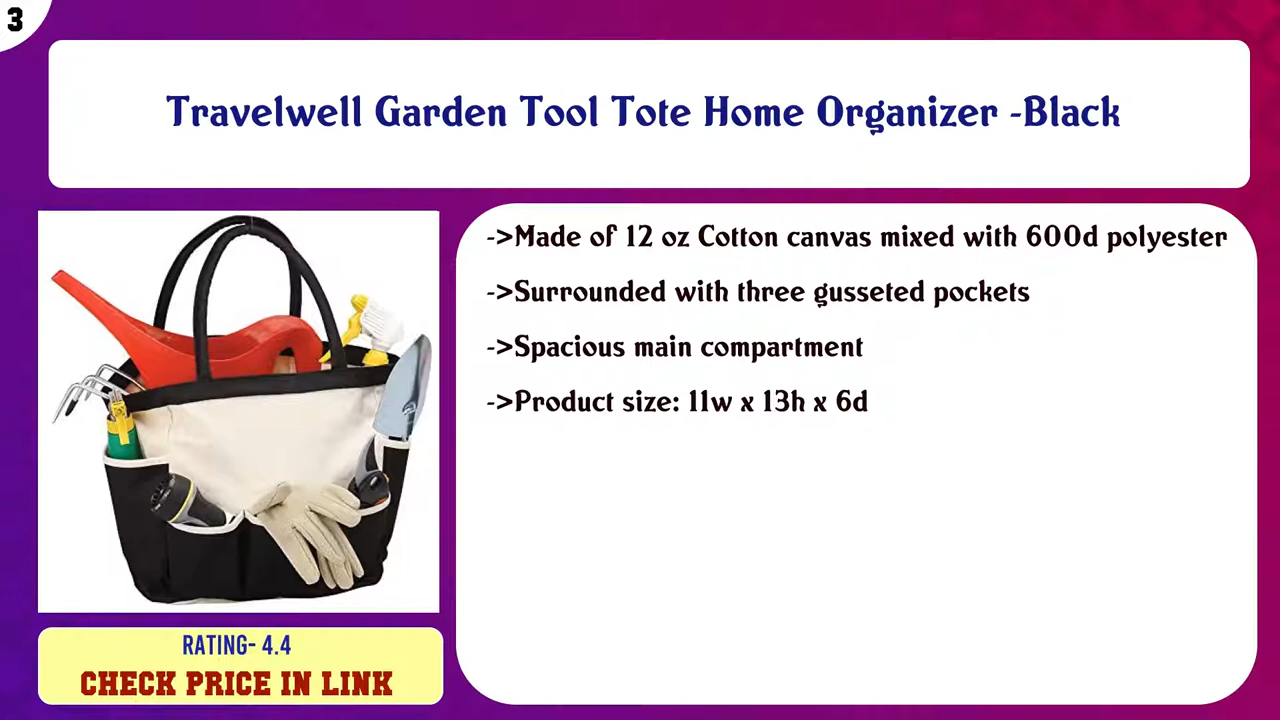 3
Travelwell Garden Tool Tote Home Organizer -Black
->Made of 12 oz Cotton canvas mixed with 600d polyester
->Surrounded with three gusseted pockets
->Spacious main compartment
->Product size: 11w x 13h x 6d
RATING- 4.4
CHECK PRICE IN LINK